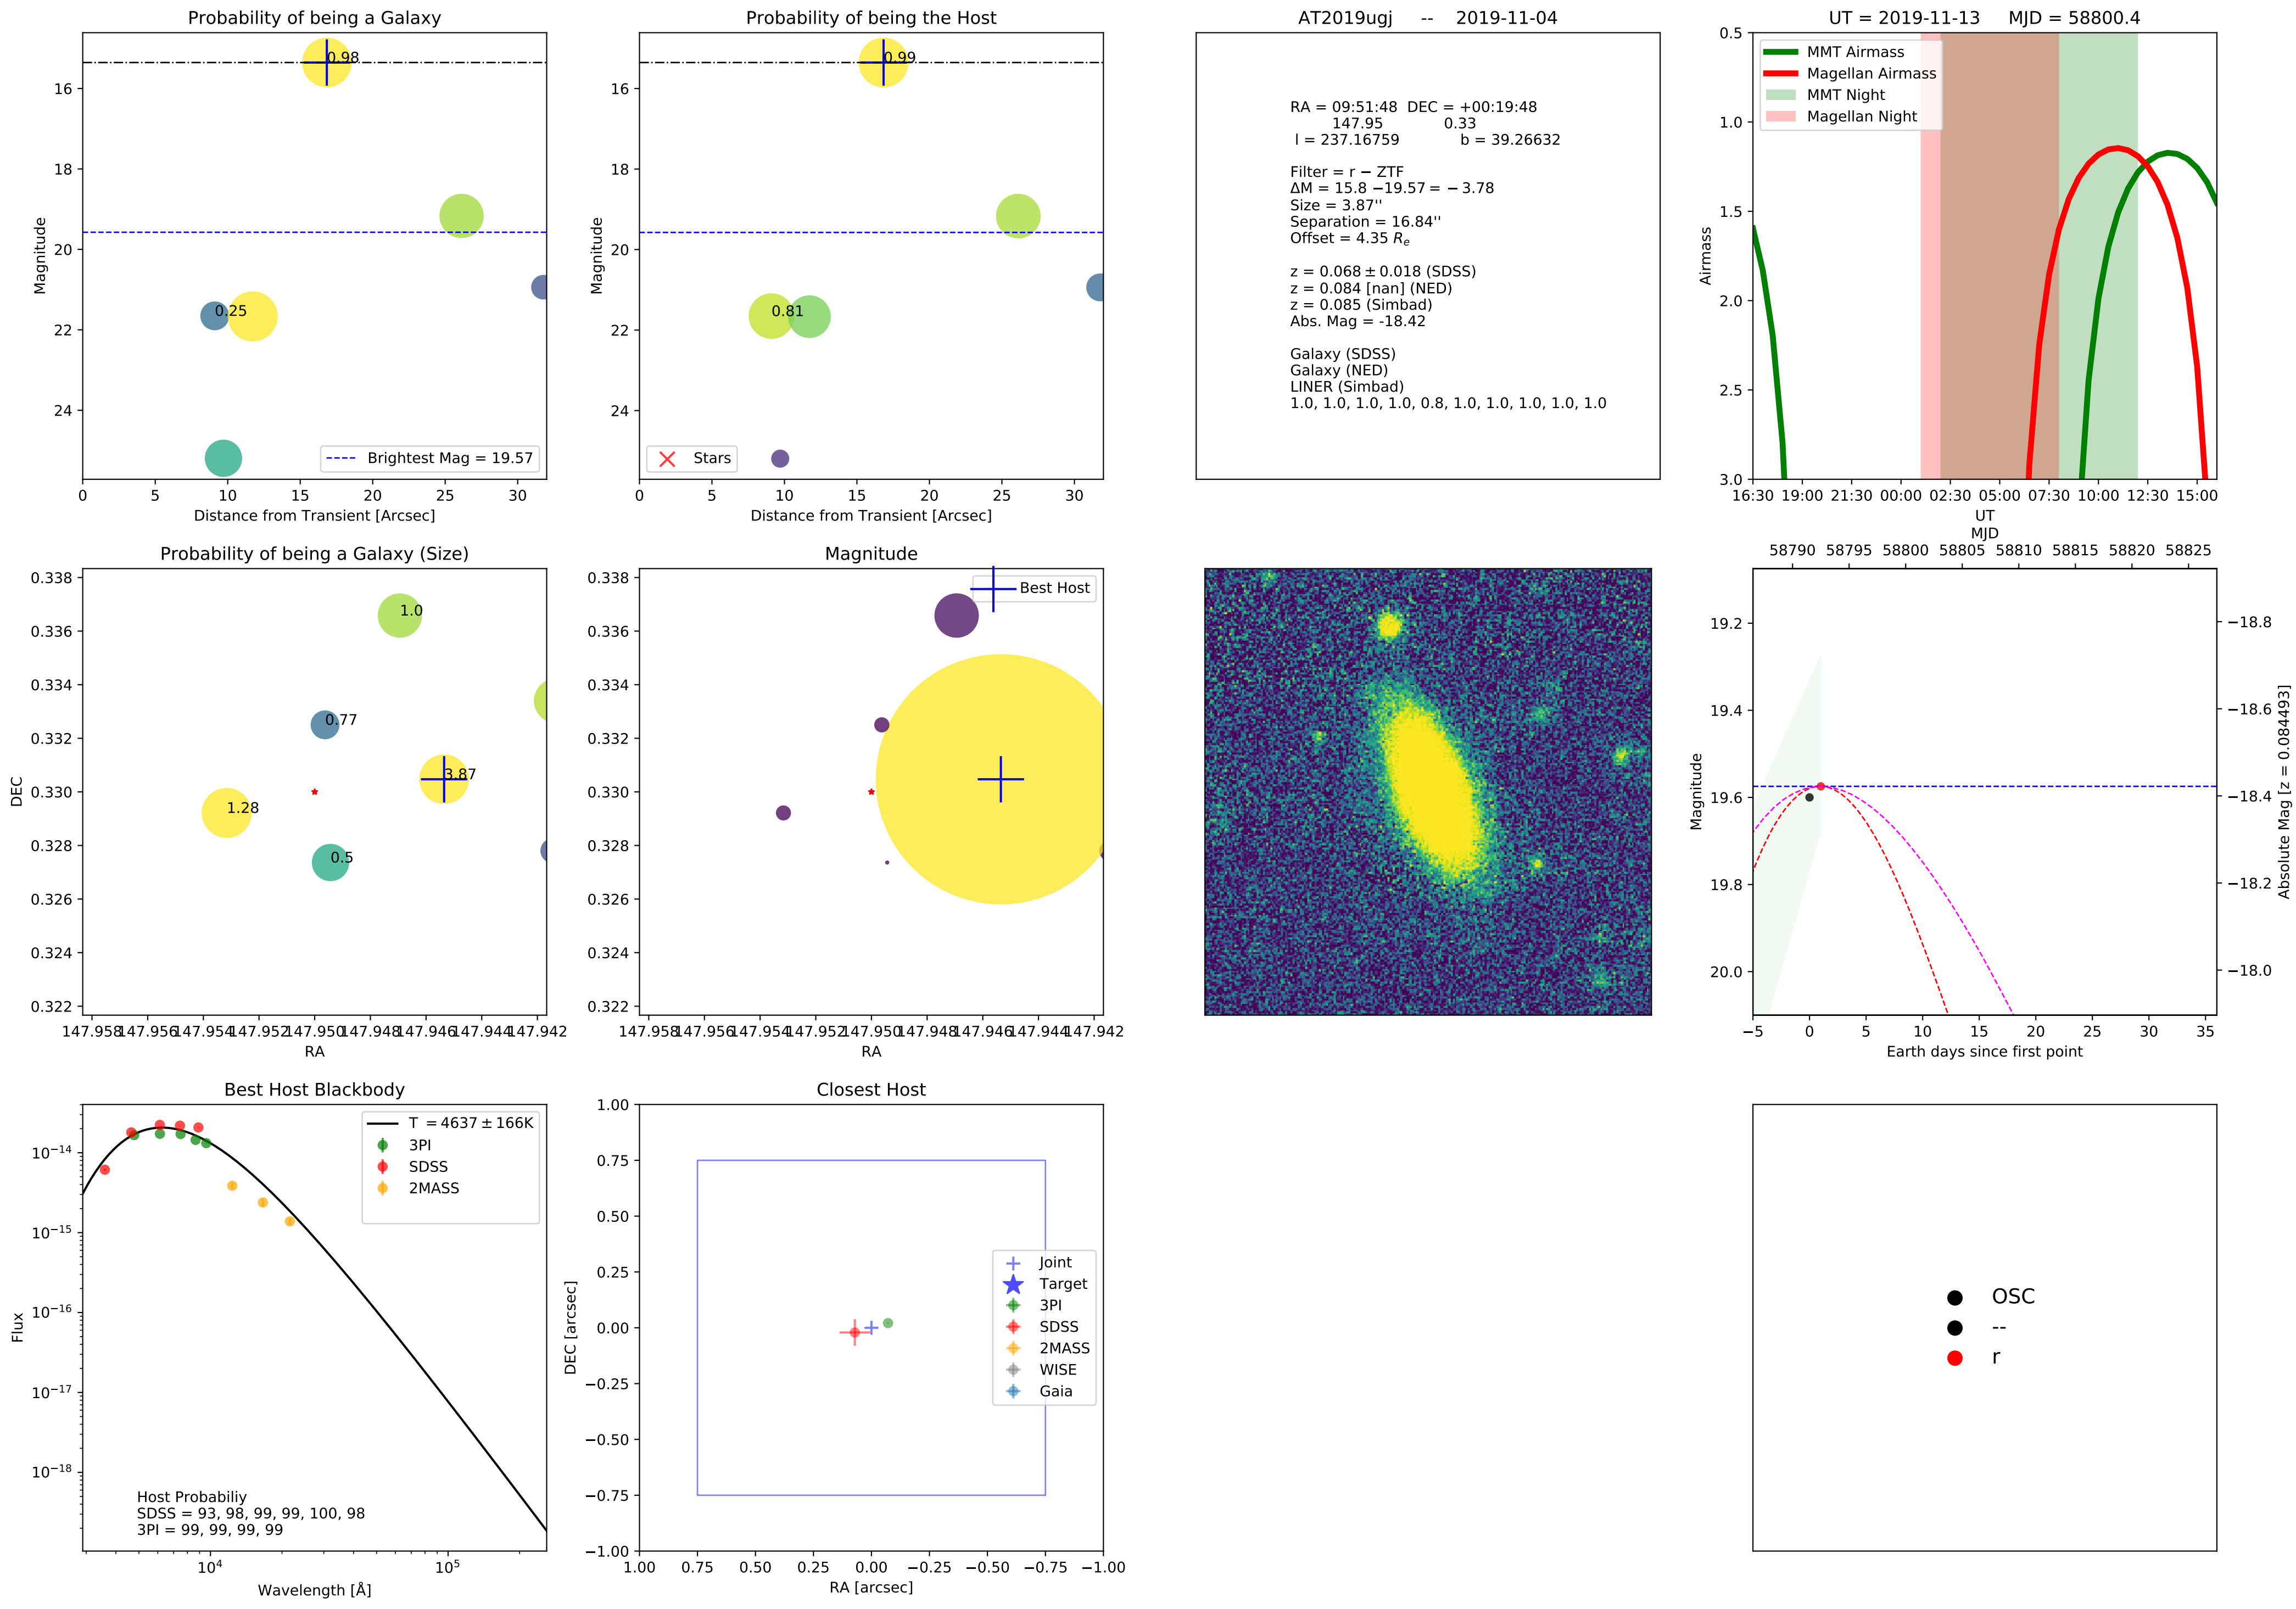 Probability of being a Galaxy
0.98
0.25
Brightest Mag = 19.57
16
18
20
22
24
Magnitude
0 5 10 15 20 25 30
Distance from Transient [Arcsec]
Probability of being the Host
0.99
0.81
Stars
16
18
20
22
24
Magnitude
0 5 10 15 20 25 30
Distance from Transient [Arcsec]
AT2019ugj -- 2019-11-04
RA = 09:51:48 DEC = +00:19:48
147.95 0.33
l = 237.16759 b = 39.26632
Filter = r − ZTF
ΔM = 15.8 −19.57 = −3.78
Size = 3.87''
Separation = 16.84''
Offset = 4.35 Re
z = 0.068 ± 0.018 (SDSS)
z = 0.084 [nan] (NED)
z = 0.085 (Simbad)
Abs. Mag = -18.42
Galaxy (SDSS)
Galaxy (NED)
LINER (Simbad)
1.0, 1.0, 1.0, 1.0, 0.8, 1.0, 1.0, 1.0, 1.0, 1.0
UT = 2019-11-13 MJD = 58800.4
MMT Airmass
Magellan Airmass
MMT Night
Magellan Night
0.5
1.0
1.5
2.0
2.5
3.0
Airmass
16:30 19:00 21:30 00:00 02:30 05:00 07:30 10:00 12:30 15:00
UT
Probability of being a Galaxy (Size)
1.0
0.77
3.87
1.28
0.5
0.338
0.336
0.334
0.332
0.330
0.328
0.326
0.324
0.322
DEC
147.958 147.956 147.954 147.952 147.950 147.948 147.946 147.944 147.942
RA
Magnitude
Best Host
0.338
0.336
0.334
0.332
0.330
0.328
0.326
0.324
0.322
147.958 147.956 147.954 147.952 147.950 147.948 147.946 147.944 147.942
RA
MJD
58790 58795 58800 58805 58810 58815 58820 58825
19.2
19.4
19.6
19.8
20.0
Magnitude
−18.8
−18.6
−18.4
−18.2
−18.0
Absolute Mag [z = 0.084493]
−5 0 5 10 15 20 25 30 35
Earth days since first point
Best Host Blackbody
T = 4637 ± 166K
3PI
SDSS
2MASS
Host Probabiliy
SDSS = 93, 98, 99, 99, 100, 98
3PI = 99, 99, 99, 99
10−14
10−15
10−16
10−17
10−18
Flux
104 105
Wavelength [Å]
Closest Host
Joint
Target
3PI
SDSS
2MASS
WISE
Gaia
1.00
0.75
0.50
0.25
0.00
−0.25
−0.50
−0.75
−1.00
DEC [arcsec]
1.00 0.75 0.50 0.25 0.00 −0.25 −0.50 −0.75 −1.00
RA [arcsec]
OSC
--
r